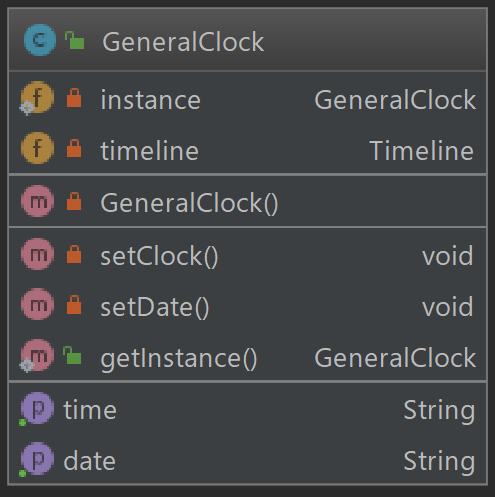 C GeneralClock
f instance GeneralClock
f timeline Timeline
m GeneralClock()
m setClock() void
m setDate() void
m getInstance() GeneralClock
p time String
p date String